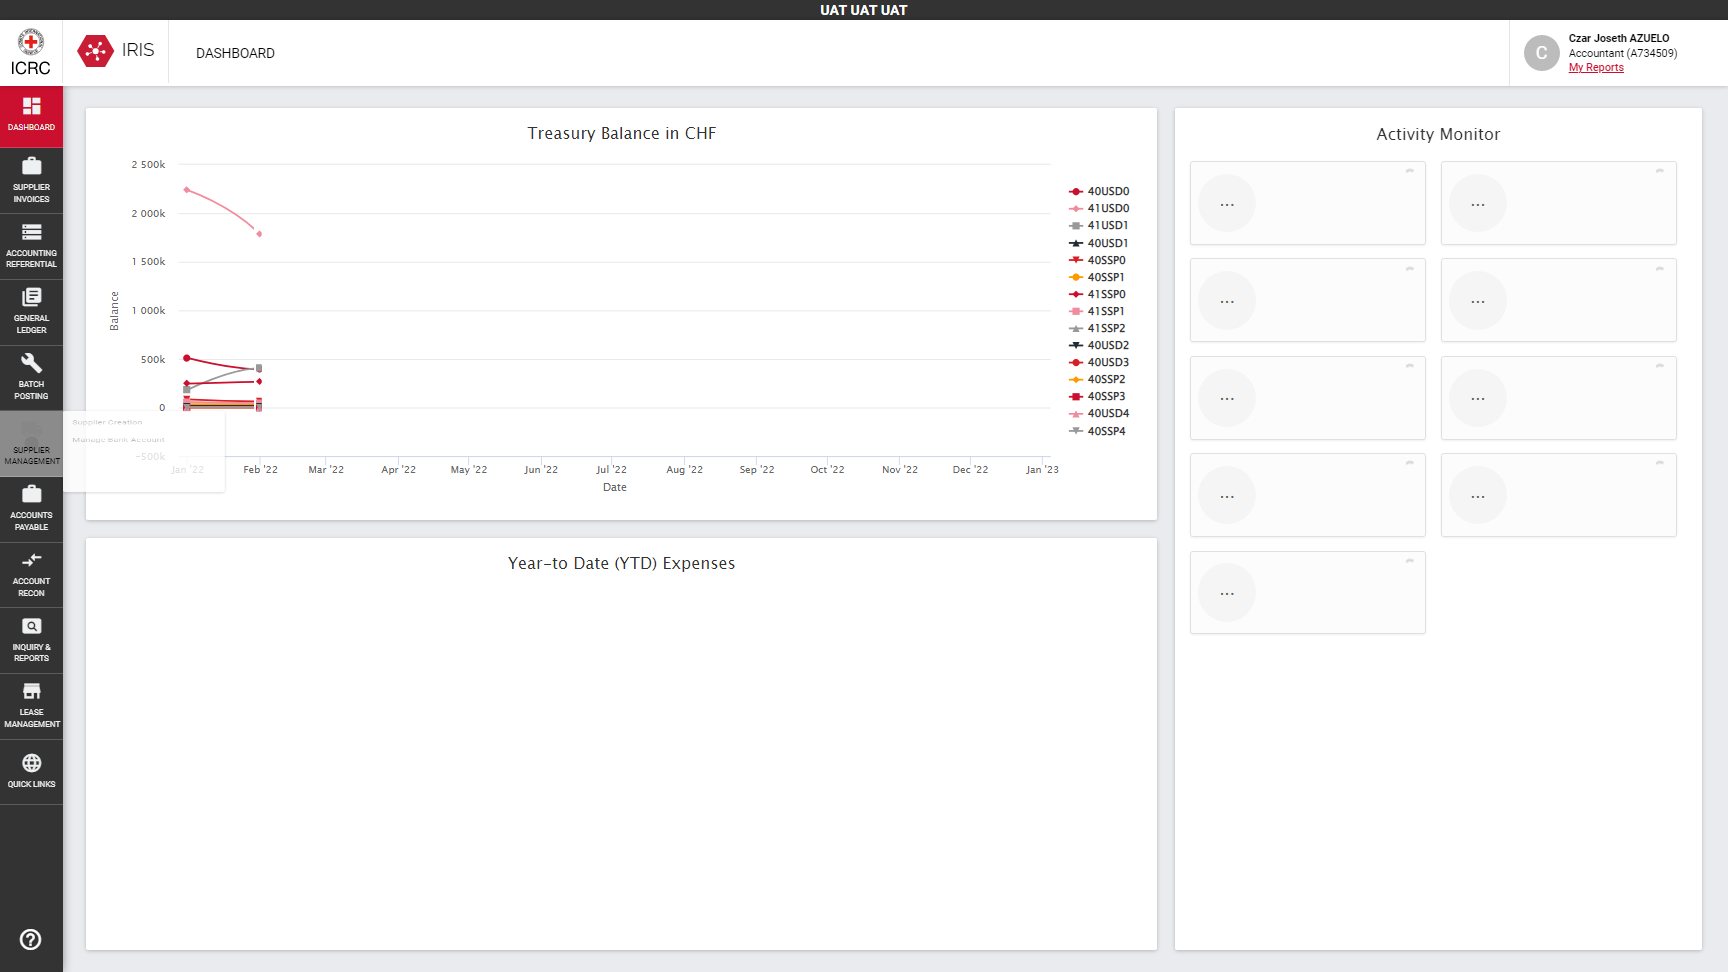 UAT UAT UAT
ICRC
IRIS
DASHBOARD
C
Czar Joseth AZUELO
Accountant (A734509)
My Reports
DASHBOARD
SUPPLIER
INVOICES
ACCOUNTING
REFERENTIAL
GENERAL
LEDGER
BATCH
POSTING
SUPPLIER
MANAGEMENT
Supplier Creation
Manage Bank Account
ACCOUNTS
PAYABLE
ACCOUNT
RECON
INQUIRY &
REPORTS
LEASE
MANAGEMENT
QUICK LINKS
Treasury Balance in CHF
Balance
2 500k
2 000k
1 500k
1 000k
500k
0
-500k
Jan '22
Feb '22
Mar '22
Apr '22
May '22
Jun '22
Jul '22
Aug '22
Sep '22
Oct '22
Nov '22
Dec '22
Jan '23
Date
40USD0
41USD0
41USD1
40USD1
40SSP0
40SSP1
41SSP0
41SSP1
41SSP2
40USD2
40USD3
40SSP2
40SSP3
40USD4
40SSP4
Year-to Date (YTD) Expenses
Activity Monitor
...
...
...
...
...
...
...
...
...